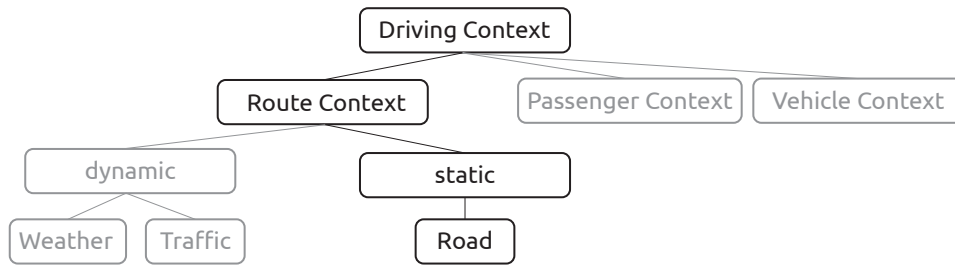 Driving Context
Route Context
Passenger Context
Vehicle Context
dynamic
static
Weather
Traffic
Road